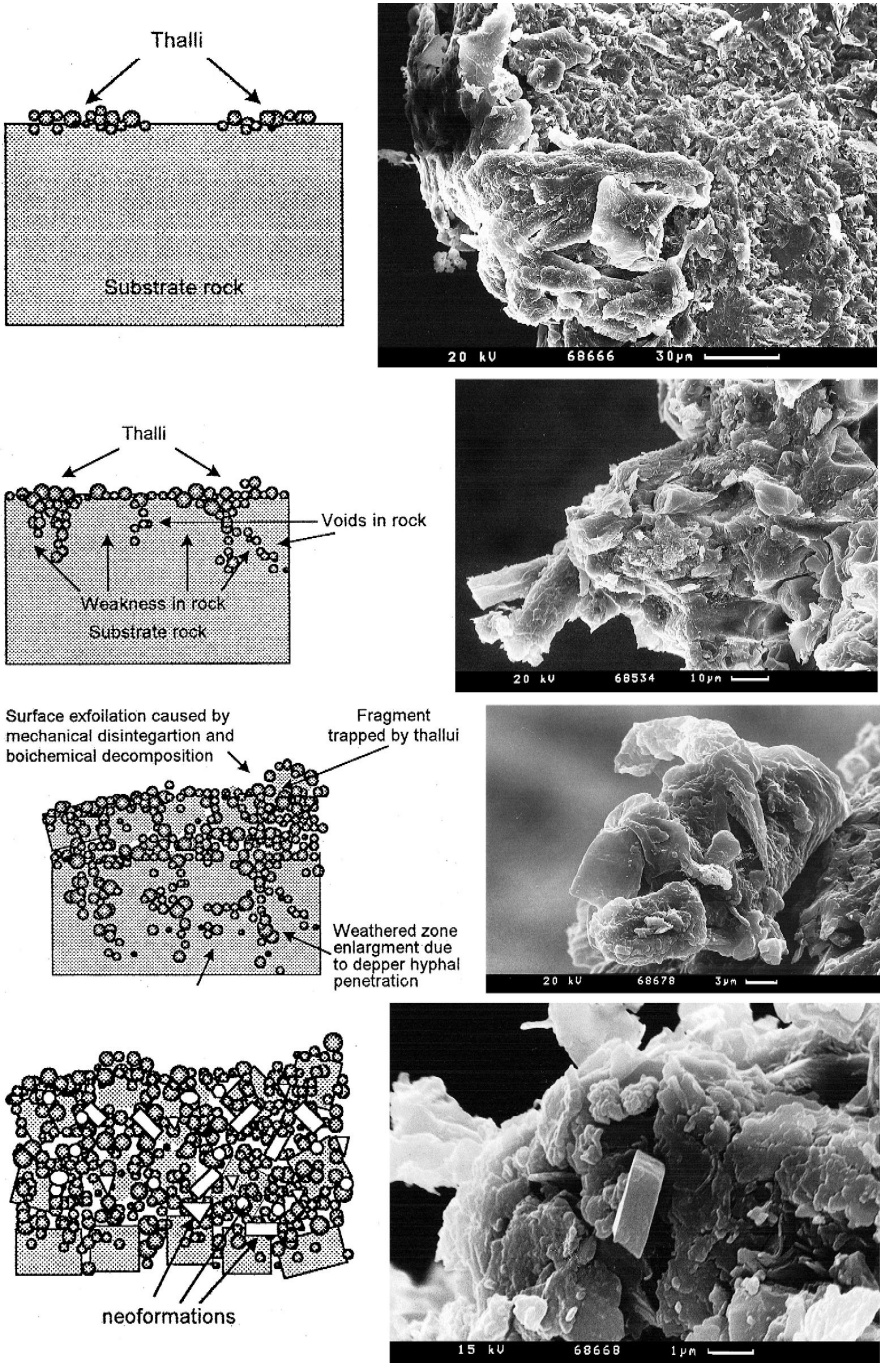 Thalli
Substrate rock
20 kV 68666 30µm
Thalli
Voids in rock
Weakness in rock
Substrate rock
20 kV 68534 10µm
Surface exfoilation caused by
mechanical disintegartion and
boichemical decomposition
Fragment
trapped by thallui
Weathered zone
enlargment due
to depper hyphal
penetration
20 kV 68678 3µm
neoformations
15 kV 68668 1µm